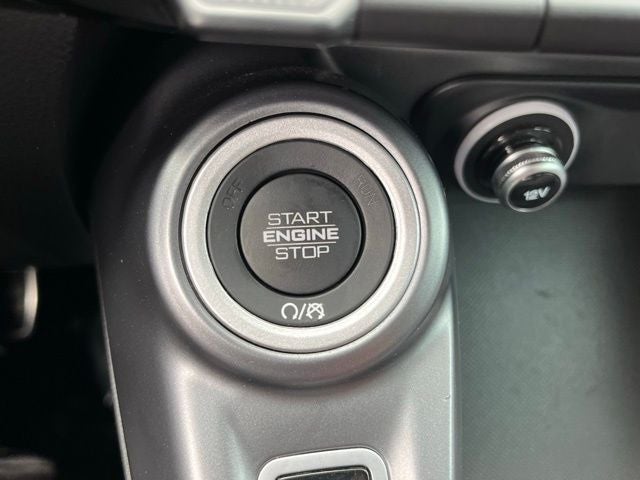 OFF
RUN
START
ENGINE
STOP
12V